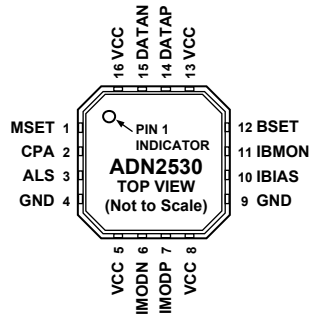 16 VCC
15 DATAN
14 DATAP
13 VCC
MSET 1
CPA 2
ALS 3
GND 4
PIN 1
INDICATOR
ADN2530
TOP VIEW
(Not to Scale)
12 BSET
11 IBMON
10 IBIAS
9 GND
VCC 5
IMODN 6
IMODP 7
VCC 8